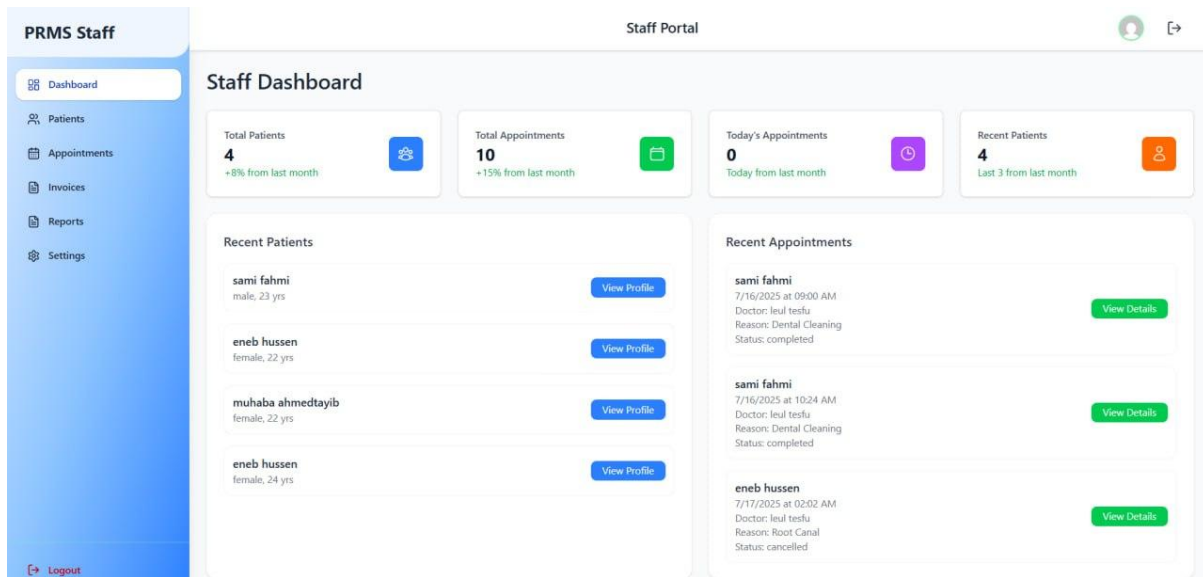 PRMS Staff
Staff Portal
Dashboard
Patients
Appointments
Invoices
Reports
Settings
Logout
Staff Dashboard
Total Patients
4
+8% from last month
Total Appointments
10
+15% from last month
Today's Appointments
0
Today from last month
Recent Patients
4
Last 3 from last month
Recent Patients
sami fahmi
male, 23 yrs
View Profile
eneb hussen
female, 22 yrs
View Profile
muhaba ahmedtayib
female, 22 yrs
View Profile
eneb hussen
female, 24 yrs
View Profile
Recent Appointments
sami fahmi
7/16/2025 at 09:00 AM
Doctor: leul tesfu
Reason: Dental Cleaning
Status: completed
View Details
sami fahmi
7/16/2025 at 10:24 AM
Doctor: leul tesfu
Reason: Dental Cleaning
Status: completed
View Details
eneb hussen
7/17/2025 at 02:02 AM
Doctor: leul tesfu
Reason: Root Canal
Status: cancelled
View Details